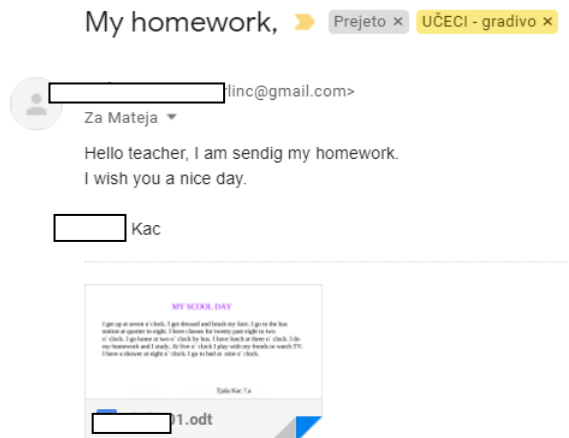 My homework, Prejeto × UČECI - gradivo ×
rlinc@gmail.com>
Za Mateja
Hello teacher, I am sendig my homework.
I wish you a nice day.
Kac
MY SCOOL DAY
I get up at seven o'clock. I get dressed and brush my face. I go to the bus
station at quarter to eight. I have classes for twenty past eight to two
o' clock. I go home at two o' clock by bus. I have lunch at three o' clock. I do
my homework and I study. At five o' clock I play with my frends or watch TV.
I have a shower at eight o' clock. I go to bad at nine o' clock.
Kac 7.a
01.odt